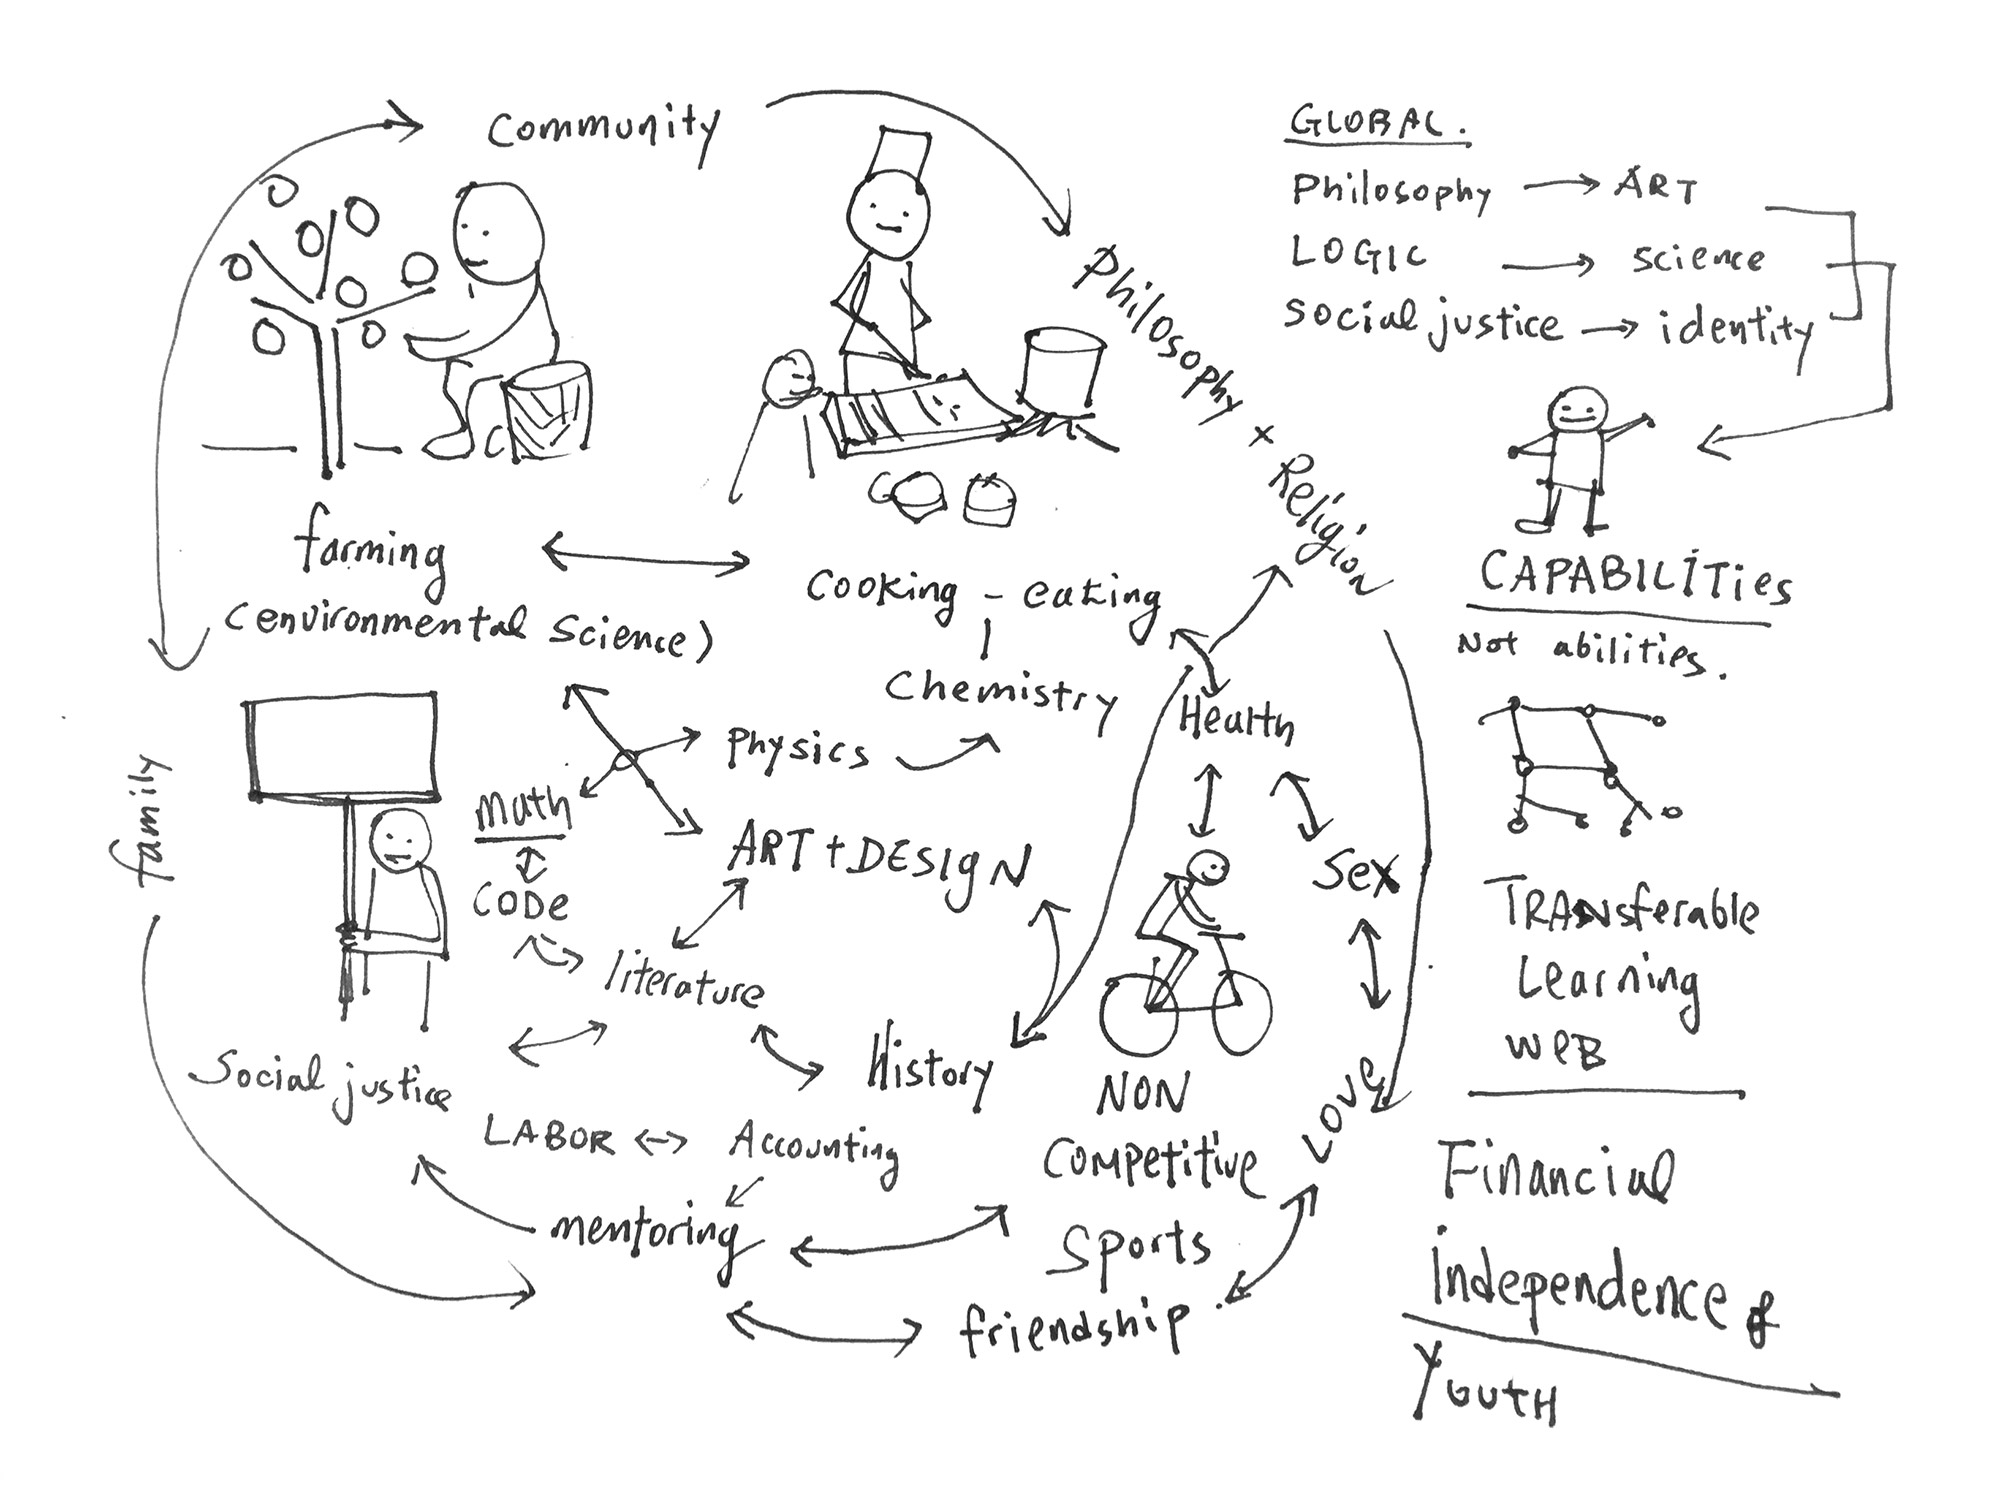 Community
GLOBAL.
Philosophy → ART
LOGIC → science
social justice → identity
Philosophy x Religion
farming
(environmental science)
cooking - eating
chemistry
CAPABILITIes
Not abilities.
family
Physics
Health
math
CODe
ART + DESIGN
Sex
literature
TRANsferable
Learning
weB
Social justice
History
NON
competitive
Sports
LOVe
LABOR <-> Accounting
mentoring
friendship.
Financial
independence of
YouTH